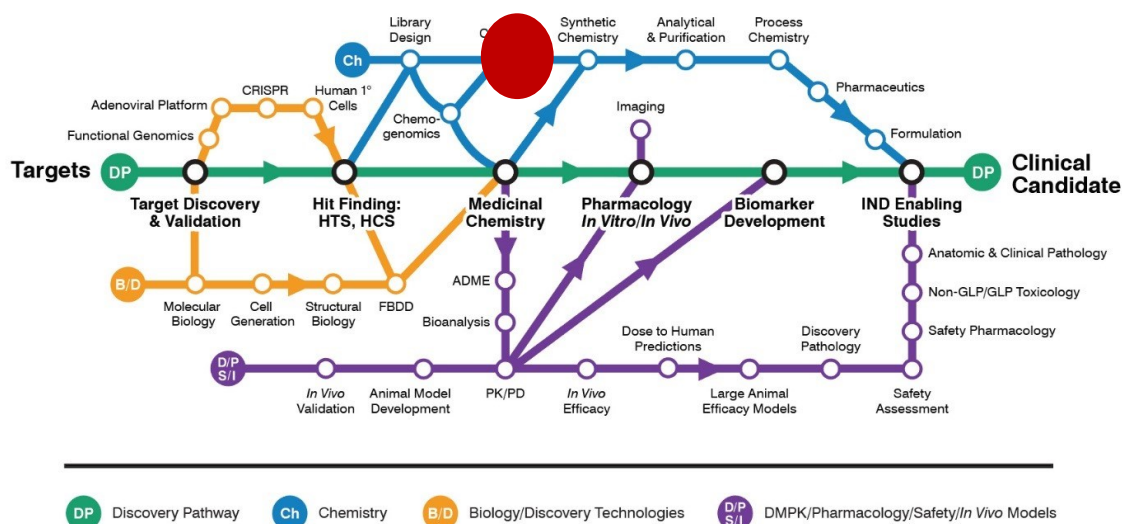 Library
Design
Synthetic
Chemistry
Analytical
& Purification
Process
Chemistry
Ch
Adenoviral Platform
CRISPR
Human 1°
Cells
Functional Genomics
Chemo-
genomics
Imaging
Pharmaceutics
Formulation
Targets
DP
DP
Clinical
Candidate
Target Discovery
& Validation
Hit Finding:
HTS, HCS
Medicinal
Chemistry
Pharmacology
In Vitro/In Vivo
Biomarker
Development
IND Enabling
Studies
B/D
Molecular
Biology
Cell
Generation
Structural
Biology
FBDD
ADME
Bioanalysis
Anatomic & Clinical Pathology
Non-GLP/GLP Toxicology
Safety Pharmacology
D/P
S/I
In Vivo
Validation
Animal Model
Development
PK/PD
In Vivo
Efficacy
Dose to Human
Predictions
Large Animal
Efficacy Models
Discovery
Pathology
Safety
Assessment
DP Discovery Pathway
Ch Chemistry
B/D Biology/Discovery Technologies
D/P
S/I
DMPK/Pharmacology/Safety/In Vivo Models